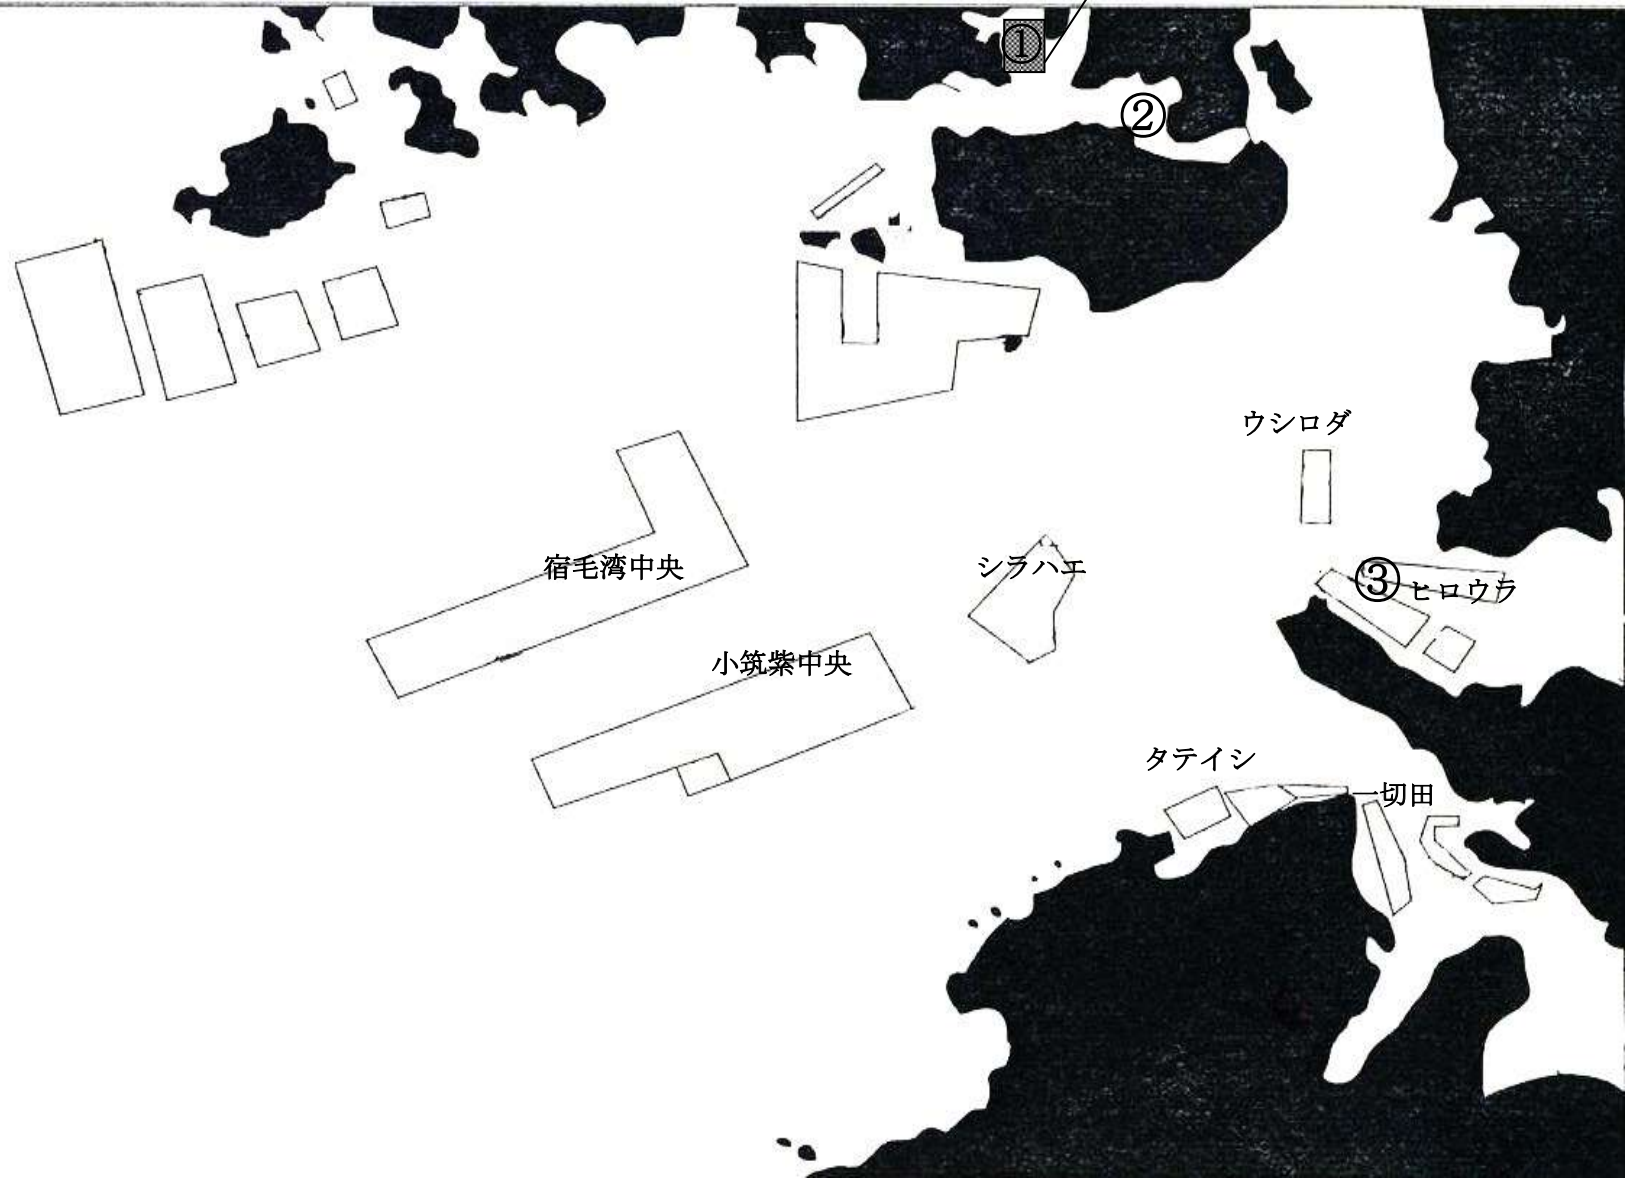 ①
②
ウシロダ
宿毛湾中央
シラハエ
③ ヒロウラ
小筑紫中央
タテイシ
一切田